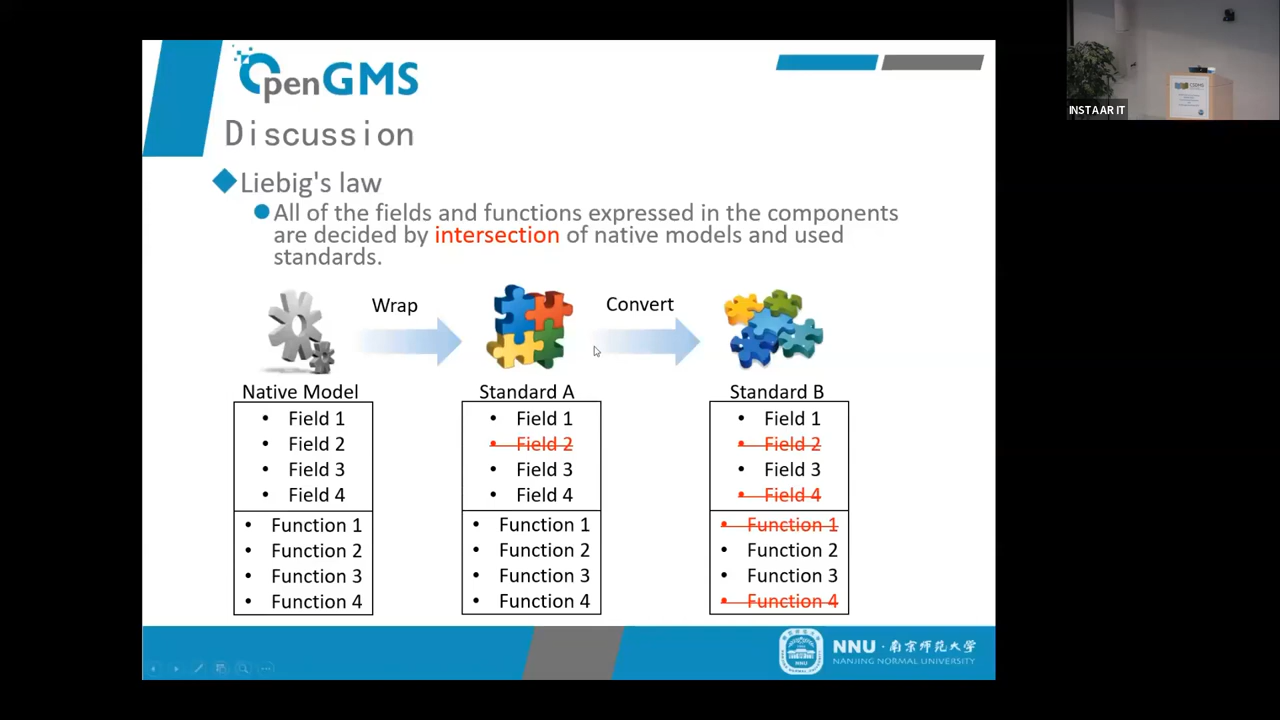 OpenGMS
Discussion
Liebig's law
All of the fields and functions expressed in the components
are decided by intersection of native models and used
standards.
Wrap
Convert
Native Model
Field 1
Field 2
Field 3
Field 4
Function 1
Function 2
Function 3
Function 4
Standard A
Field 1
Field 2
Field 3
Field 4
Function 1
Function 2
Function 3
Function 4
Standard B
Field 1
Field 2
Field 3
Field 4
Function 1
Function 2
Function 3
Function 4
NNU
NNU · 南京师范大学
NANJING NORMAL UNIVERSITY
INSTAAR IT